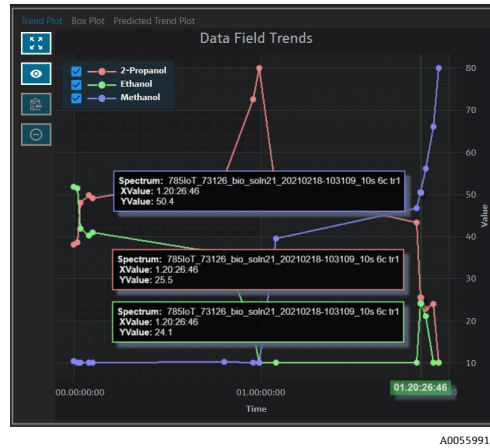 Trend Plot Box Plot Predicted Trend Plot
Data Field Trends
2-Propanol
Ethanol
Methanol
80
70
60
50
40
30
20
10
Value
Spectrum: 785IoT_73126_bio_soln21_20210218-103109_10s 6c tr1
XValue: 1.20:26:46
YValue: 50.4
Spectrum: 785IoT_73126_bio_soln21_20210218-103109_10s 6c tr1
XValue: 1.20:26:46
YValue: 25.5
Spectrum: 785IoT_73126_bio_soln21_20210218-103109_10s 6c tr1
XValue: 1.20:26:46
YValue: 24.1
00.00:00:00 01.00:00:00 01.20:26:46
Time
A0055991